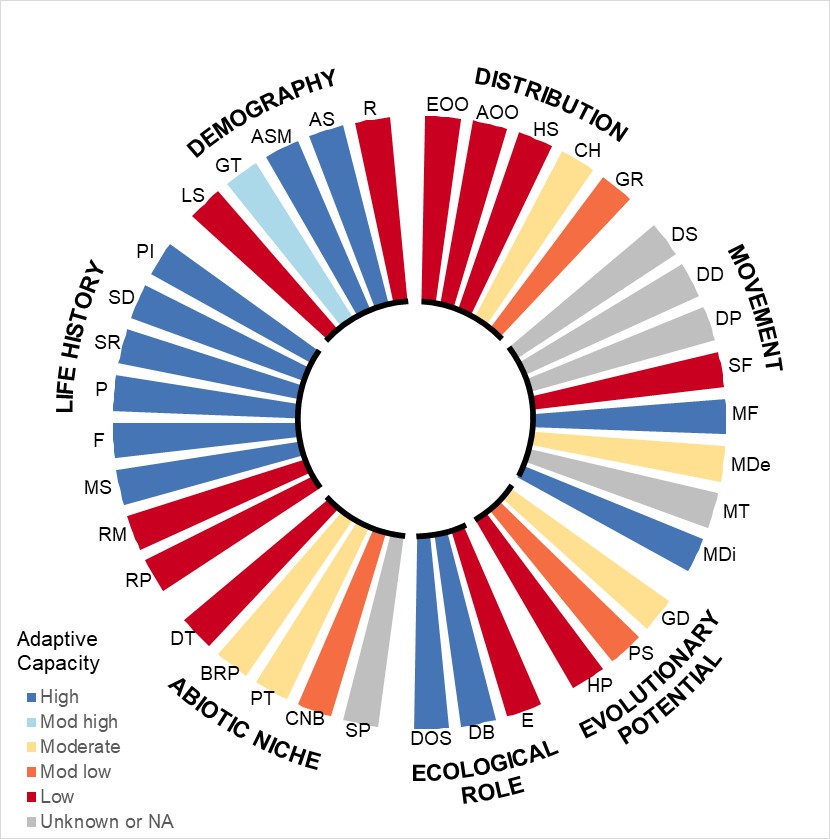 DISTRIBUTION
EOO
AOO
HS
CH
GR
MOVEMENT
DS
DD
DP
SF
MF
MDe
MT
MDi
EVOLUTIONARY
POTENTIAL
GD
PS
HP
ECOLOGICAL
ROLE
E
DB
DOS
ABIOTIC NICHE
SP
CNB
PT
BRP
DT
LIFE HISTORY
RP
RM
MS
F
P
SR
SD
PI
DEMOGRAPHY
LS
GT
ASM
AS
R
Adaptive
Capacity
High
Mod high
Moderate
Mod low
Low
Unknown or NA